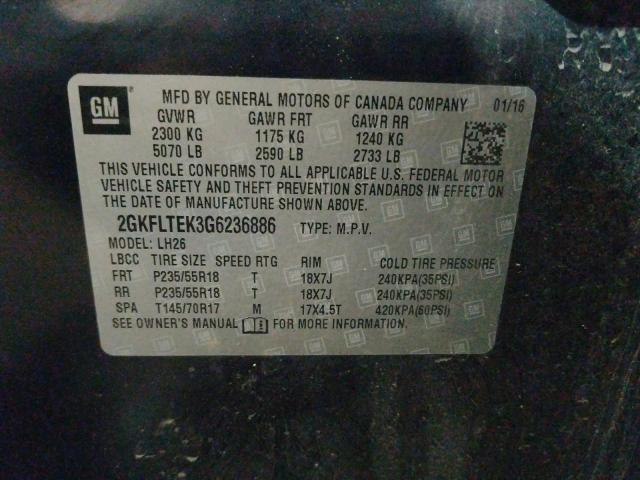 GM
MFD BY GENERAL MOTORS OF CANADA COMPANY 01/16
GVWR GAWR FRT GAWR RR
2300 KG 1175 KG 1240 KG
5070 LB 2590 LB 2733 LB
THIS VEHICLE CONFORMS TO ALL APPLICABLE U.S. FEDERAL MOTOR
VEHICLE SAFETY AND THEFT PREVENTION STANDARDS IN EFFECT ON
THE DATE OF MANUFACTURE SHOWN ABOVE.
2GKFLTEK3G6236886 TYPE: M.P.V.
MODEL: LH26
LBCC TIRE SIZE SPEED RTG RIM COLD TIRE PRESSURE
FRT P235/55R18 T 18X7J 240KPA(35PSI)
RR P235/55R18 T 18X7J 240KPA(35PSI)
SPA T145/70R17 M 17X4.5T 420KPA(60PSI)
SEE OWNER'S MANUAL FOR MORE INFORMATION.